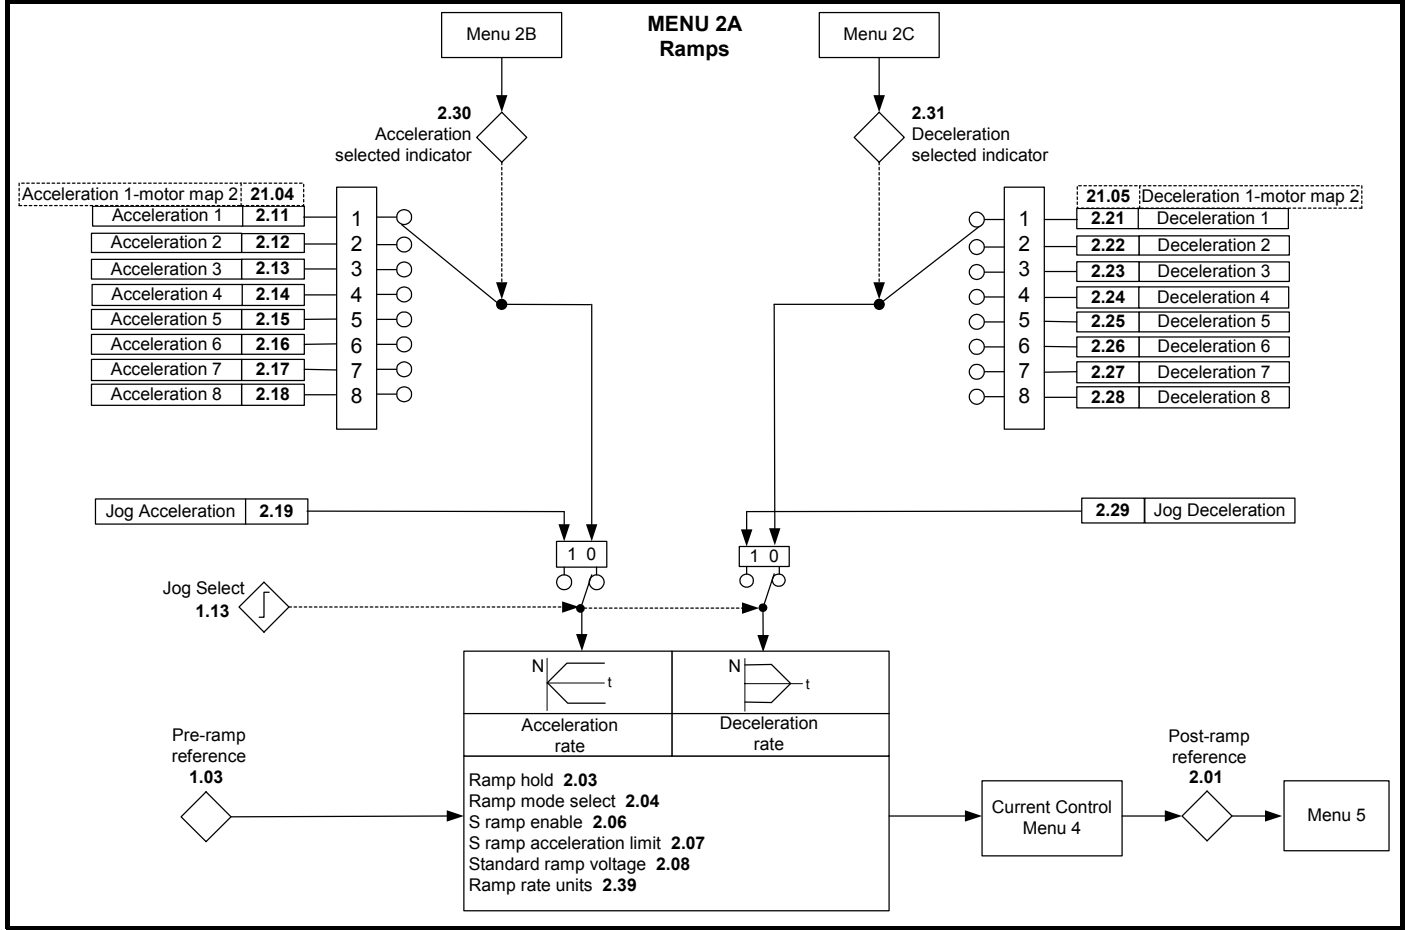 MENU 2A
Ramps
Menu 2B
Menu 2C
2.30
Acceleration
selected indicator
2.31
Deceleration
selected indicator
Acceleration 1-motor map 2 21.04
Acceleration 1 2.11
Acceleration 2 2.12
Acceleration 3 2.13
Acceleration 4 2.14
Acceleration 5 2.15
Acceleration 6 2.16
Acceleration 7 2.17
Acceleration 8 2.18
1
2
3
4
5
6
7
8
1
2
3
4
5
6
7
8
21.05 Deceleration 1-motor map 2
2.21 Deceleration 1
2.22 Deceleration 2
2.23 Deceleration 3
2.24 Deceleration 4
2.25 Deceleration 5
2.26 Deceleration 6
2.27 Deceleration 7
2.28 Deceleration 8
Jog Acceleration 2.19
2.29 Jog Deceleration
1 0
1 0
Jog Select
1.13
N
t
N
t
Acceleration
rate
Deceleration
rate
Pre-ramp
reference
1.03
Ramp hold 2.03
Ramp mode select 2.04
S ramp enable 2.06
S ramp acceleration limit 2.07
Standard ramp voltage 2.08
Ramp rate units 2.39
Current Control
Menu 4
Post-ramp
reference
2.01
Menu 5